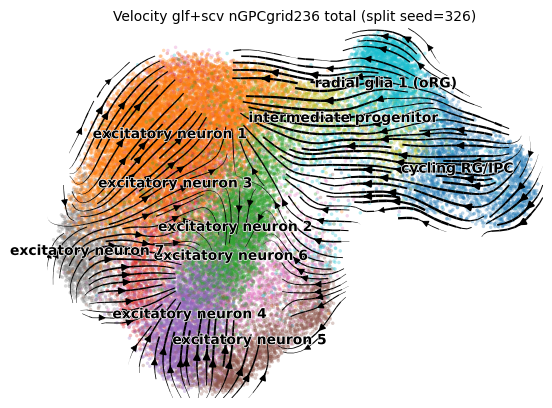 Velocity glf+scv nGPCgrid236 total (split seed=326)
radial glia 1 (oRG)
intermediate progenitor
excitatory neuron 1
cycling RG/IPC
excitatory neuron 3
excitatory neuron 2
excitatory neuron 7
excitatory neuron 6
excitatory neuron 4
excitatory neuron 5